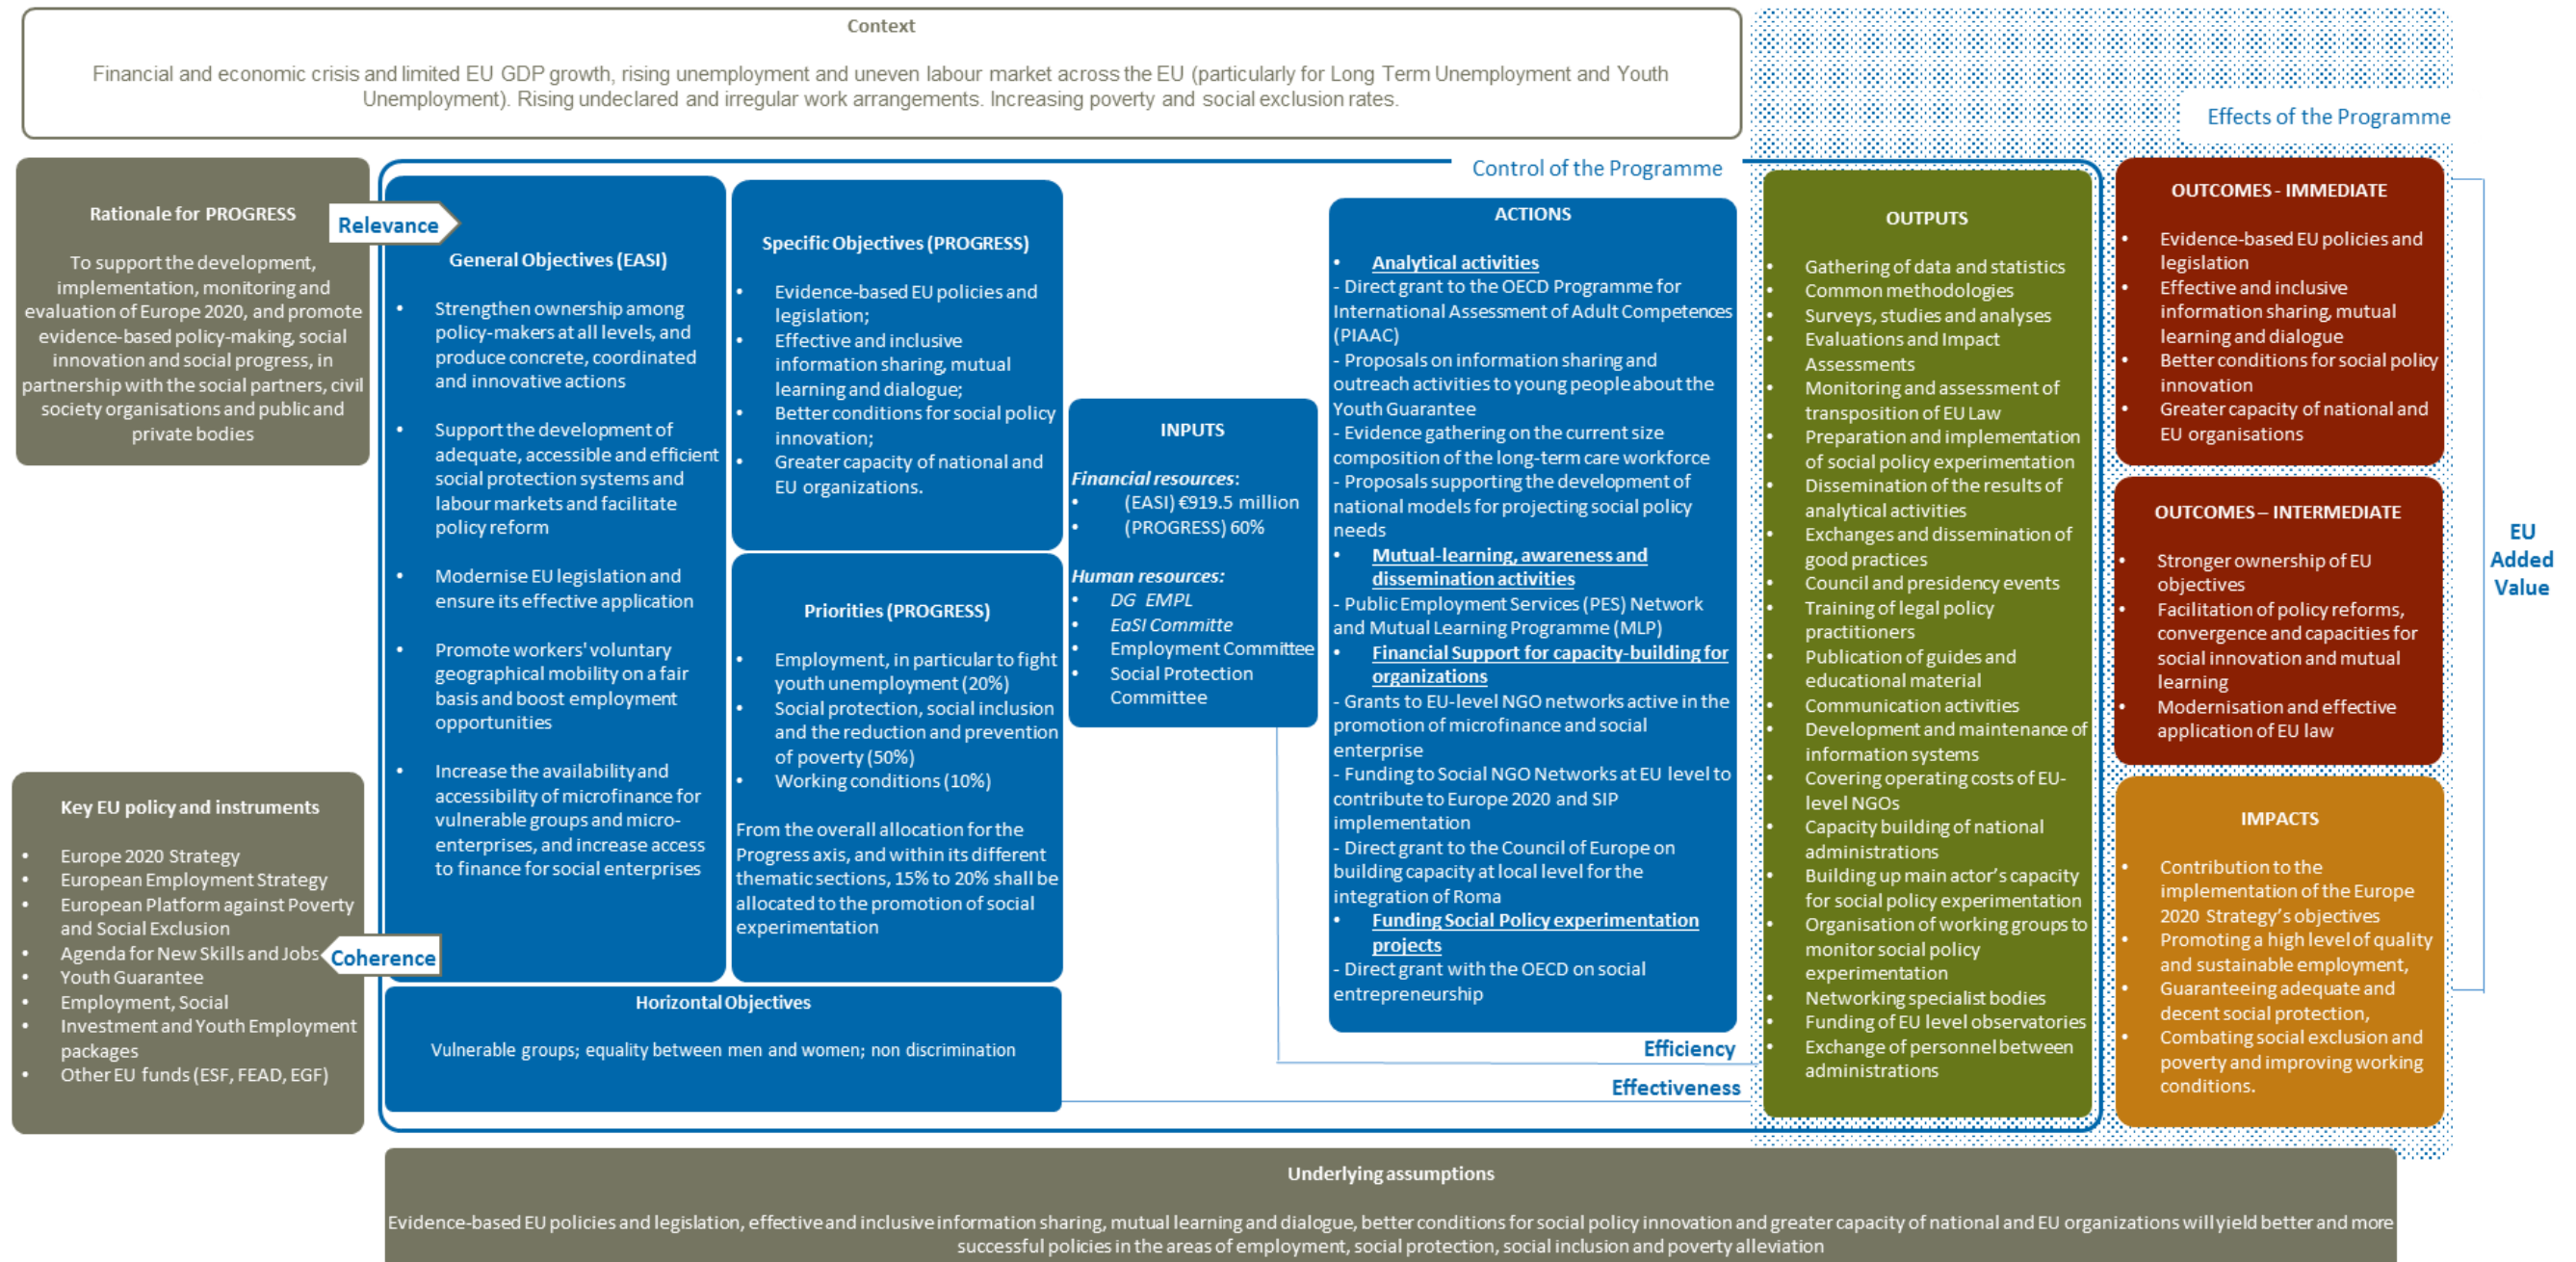 Context
Financial and economic crisis and limited EU GDP growth, rising unemployment and uneven labour market across the EU (particularly for Long Term Unemployment and Youth
Unemployment). Rising undeclared and irregular work arrangements. Increasing poverty and social exclusion rates.
Effects of the Programme
Control of the Programme
Rationale for PROGRESS
To support the development,
implementation, monitoring and
evaluation of Europe 2020, and promote
evidence-based policy-making, social
innovation and social progress, in
partnership with the social partners, civil
society organisations and public and
private bodies
Relevance
Key EU policy and instruments
• Europe 2020 Strategy
• European Employment Strategy
• European Platform against Poverty
and Social Exclusion
• Agenda for New Skills and Jobs
• Youth Guarantee
• Employment, Social
• Investment and Youth Employment
packages
• Other EU funds (ESF, FEAD, EGF)
Coherence
General Objectives (EASI)
• Strengthen ownership among
policy-makers at all levels, and
produce concrete, coordinated
and innovative actions
• Support the development of
adequate, accessible and efficient
social protection systems and
labour markets and facilitate
policy reform
• Modernise EU legislation and
ensure its effective application
• Promote workers' voluntary
geographical mobility on a fair
basis and boost employment
opportunities
• Increase the availability and
accessibility of microfinance for
vulnerable groups and micro-
enterprises, and increase access
to finance for social enterprises
Specific Objectives (PROGRESS)
• Evidence-based EU policies and
legislation;
• Effective and inclusive
information sharing, mutual
learning and dialogue;
• Better conditions for social policy
innovation;
• Greater capacity of national and
EU organizations.
Priorities (PROGRESS)
• Employment, in particular to fight
youth unemployment (20%)
• Social protection, social inclusion
and the reduction and prevention
of poverty (50%)
• Working conditions (10%)
From the overall allocation for the
Progress axis, and within its different
thematic sections, 15% to 20% shall be
allocated to the promotion of social
experimentation
Horizontal Objectives
Vulnerable groups; equality between men and women; non discrimination
INPUTS
Financial resources:
• (EASI) €919.5 million
• (PROGRESS) 60%
Human resources:
• DG EMPL
• EaSI Committe
• Employment Committee
• Social Protection
Committee
ACTIONS
• Analytical activities
- Direct grant to the OECD Programme for
International Assessment of Adult Competences
(PIAAC)
- Proposals on information sharing and
outreach activities to young people about the
Youth Guarantee
- Evidence gathering on the current size
composition of the long-term care workforce
- Proposals supporting the development of
national models for projecting social policy
needs
• Mutual-learning, awareness and
dissemination activities
- Public Employment Services (PES) Network
and Mutual Learning Programme (MLP)
• Financial Support for capacity-building for
organizations
- Grants to EU-level NGO networks active in the
promotion of microfinance and social
enterprise
- Funding to Social NGO Networks at EU level to
contribute to Europe 2020 and SIP
implementation
- Direct grant to the Council of Europe on
building capacity at local level for the
integration of Roma
• Funding Social Policy experimentation
projects
- Direct grant with the OECD on social
entrepreneurship
Efficiency
Effectiveness
OUTPUTS
• Gathering of data and statistics
• Common methodologies
• Surveys, studies and analyses
• Evaluations and Impact
Assessments
• Monitoring and assessment of
transposition of EU Law
• Preparation and implementation
of social policy experimentation
• Dissemination of the results of
analytical activities
• Exchanges and dissemination of
good practices
• Council and presidency events
• Training of legal policy
practitioners
• Publication of guides and
educational material
• Communication activities
• Development and maintenance of
information systems
• Covering operating costs of EU-
level NGOs
• Capacity building of national
administrations
• Building up main actor's capacity
for social policy experimentation
• Organisation of working groups to
monitor social policy
experimentation
• Networking specialist bodies
• Funding of EU level observatories
• Exchange of personnel between
administrations
OUTCOMES - IMMEDIATE
• Evidence-based EU policies and
legislation
• Effective and inclusive
information sharing, mutual
learning and dialogue
• Better conditions for social policy
innovation
• Greater capacity of national and
EU organisations
OUTCOMES – INTERMEDIATE
• Stronger ownership of EU
objectives
• Facilitation of policy reforms,
convergence and capacities for
social innovation and mutual
learning
• Modernisation and effective
application of EU law
IMPACTS
• Contribution to the
implementation of the Europe
2020 Strategy's objectives
• Promoting a high level of quality
and sustainable employment,
• Guaranteeing adequate and
decent social protection,
• Combating social exclusion and
poverty and improving working
conditions.
EU
Added
Value
Underlying assumptions
Evidence-based EU policies and legislation, effective and inclusive information sharing, mutual learning and dialogue, better conditions for social policy innovation and greater capacity of national and EU organizations will yield better and more
successful policies in the areas of employment, social protection, social inclusion and poverty alleviation